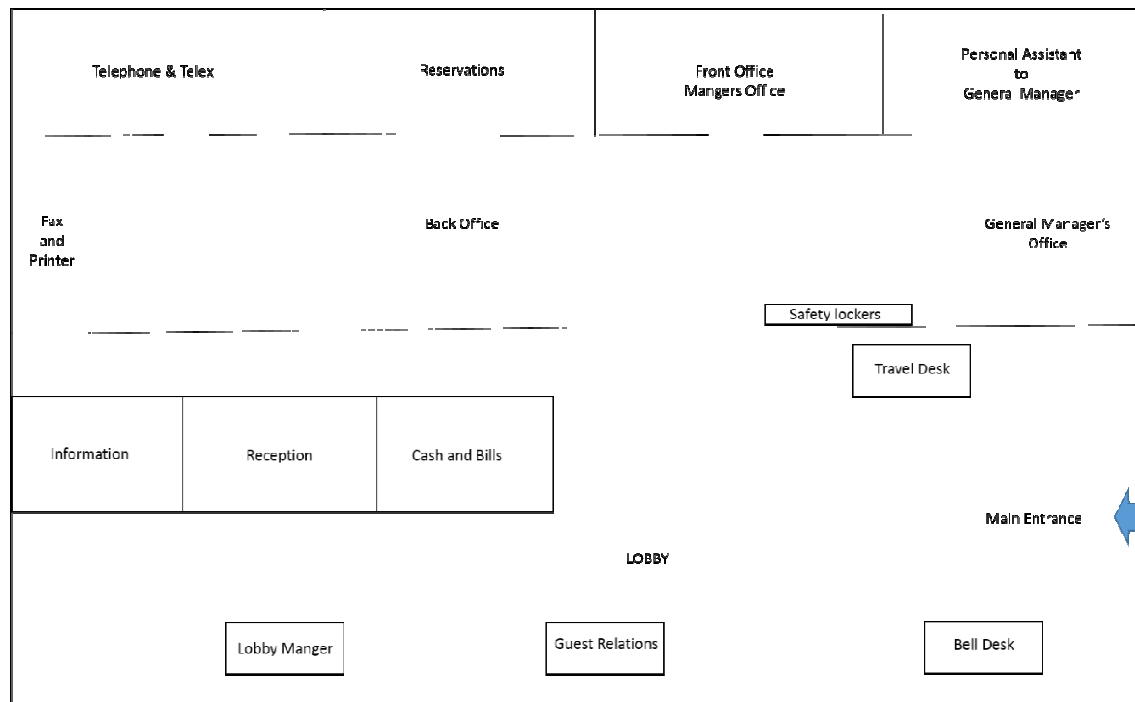 Telephone & Telex
Reservations
Front Office
Mangers Office
Personal Assistant
to
General Manager
Fax
and
Printer
Back Office
General Manager's
Office
Safety lockers
Travel Desk
Information
Reception
Cash and Bills
Main Entrance
LOBBY
Lobby Manger
Guest Relations
Bell Desk